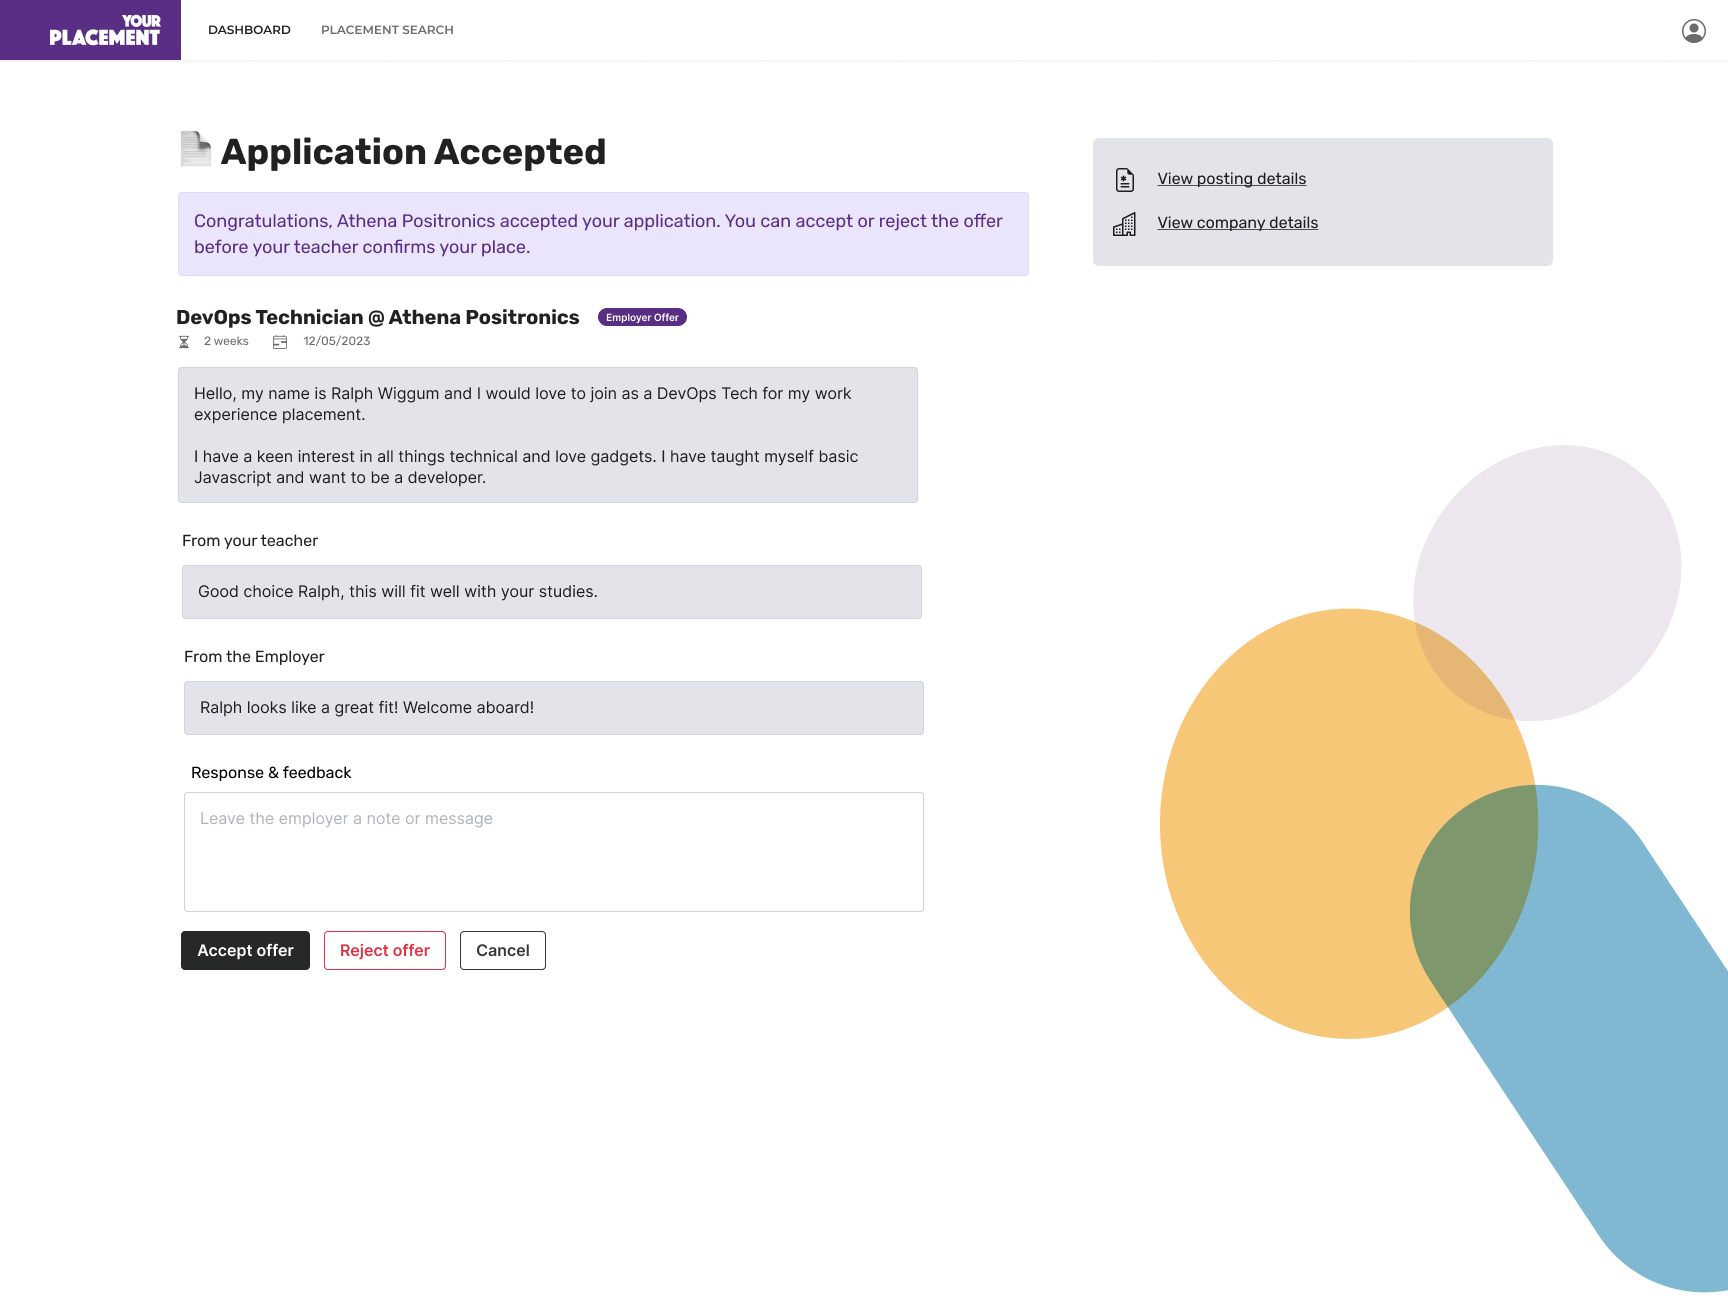 YOUR
PLACEMENT
DASHBOARD
PLACEMENT SEARCH
Application Accepted
Congratulations, Athena Positronics accepted your application. You can accept or reject the offer
before your teacher confirms your place.
View posting details
View company details
DevOps Technician @ Athena Positronics
Employer Offer
2 weeks
12/05/2023
Hello, my name is Ralph Wiggum and I would love to join as a DevOps Tech for my work
experience placement.
I have a keen interest in all things technical and love gadgets. I have taught myself basic
Javascript and want to be a developer.
From your teacher
Good choice Ralph, this will fit well with your studies.
From the Employer
Ralph looks like a great fit! Welcome aboard!
Response & feedback
Leave the employer a note or message
Accept offer
Reject offer
Cancel